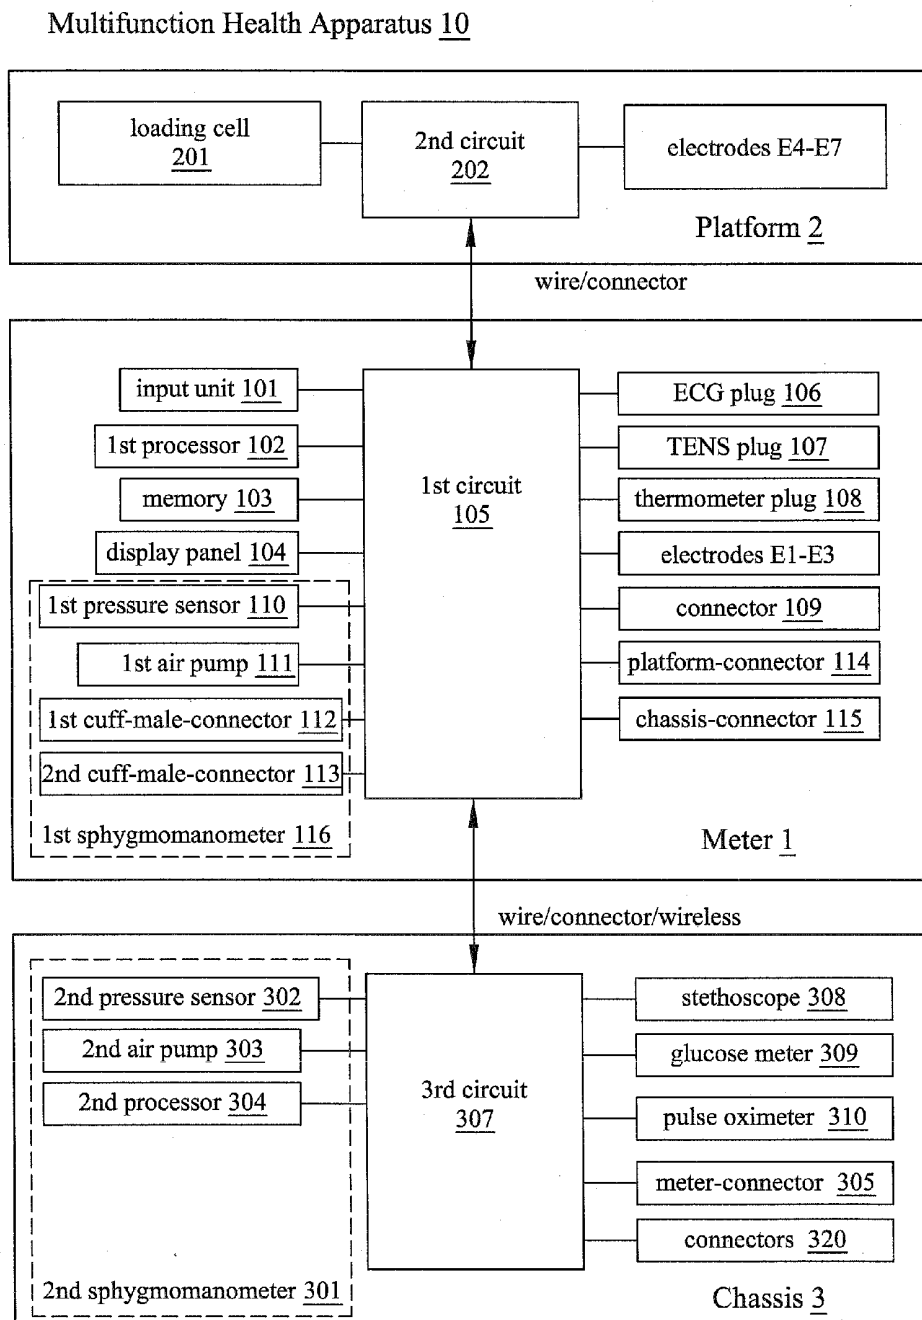 Multifunction Health Apparatus 10
loading cell
201
2nd circuit
202
electrodes E4-E7
Platform 2
wire/connector
input unit 101
1st processor 102
memory 103
display panel 104
1st pressure sensor 110
1st air pump 111
1st cuff-male-connector 112
2nd cuff-male-connector 113
1st sphygmomanometer 116
1st circuit
105
ECG plug 106
TENS plug 107
thermometer plug 108
electrodes E1-E3
connector 109
platform-connector 114
chassis-connector 115
Meter 1
wire/connector/wireless
2nd pressure sensor 302
2nd air pump 303
2nd processor 304
2nd sphygmomanometer 301
3rd circuit
307
stethoscope 308
glucose meter 309
pulse oximeter 310
meter-connector 305
connectors 320
Chassis 3